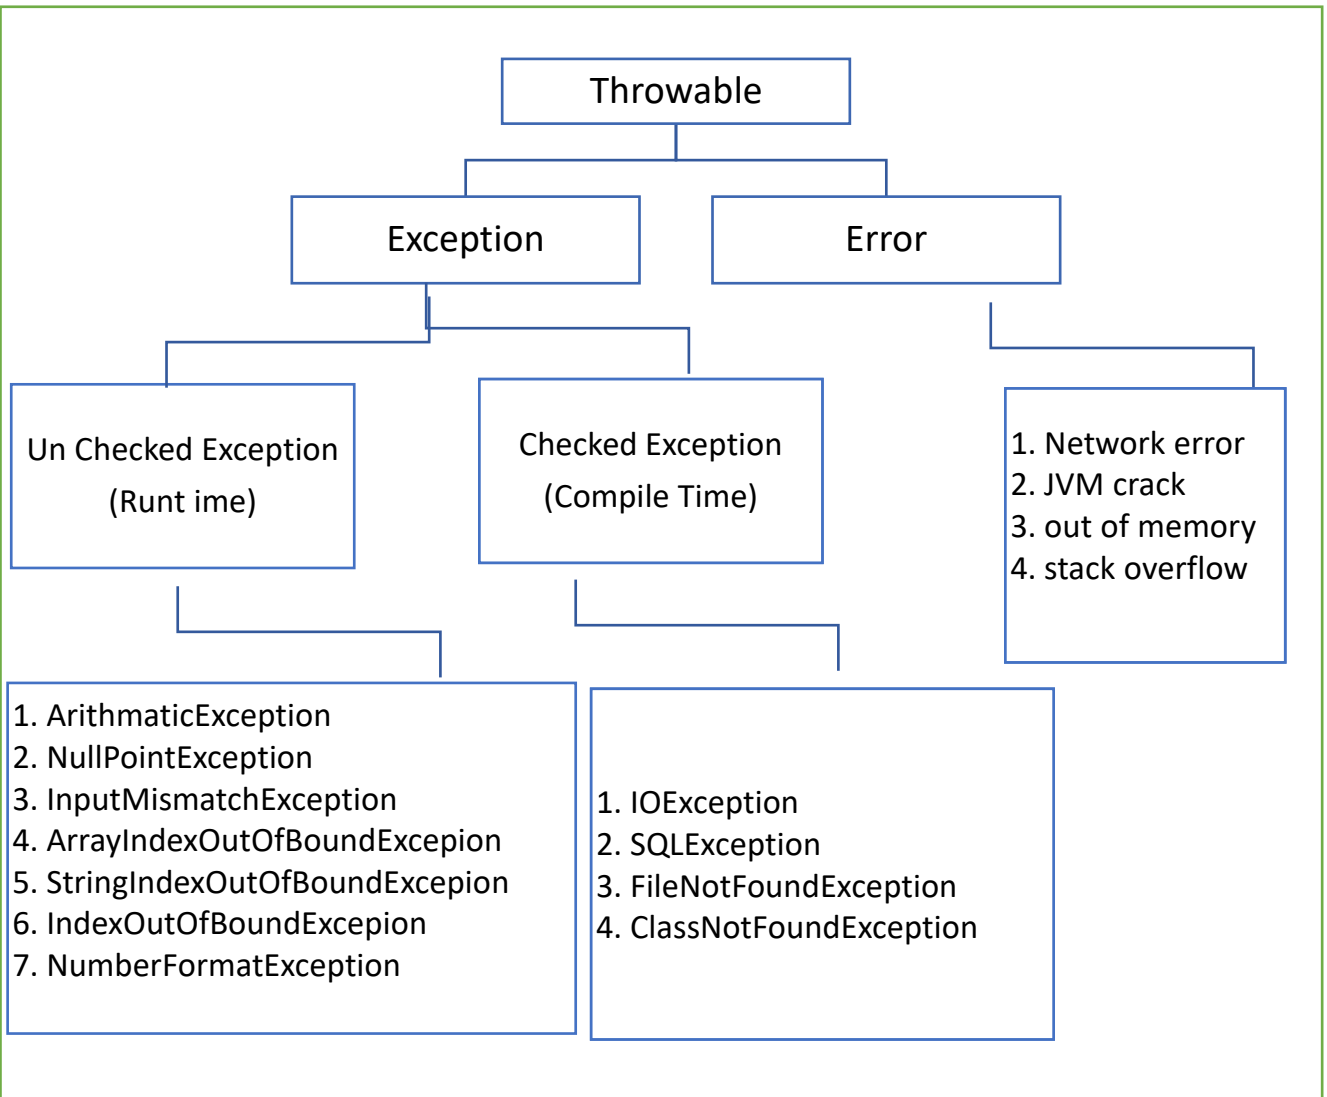 Throwable
Exception
Error
Un Checked Exception
(Runt ime)
Checked Exception
(Compile Time)
1. Network error
2. JVM crack
3. out of memory
4. stack overflow
1. ArithmaticException
2. NullPointException
3. InputMismatchException
4. ArrayIndexOutOfBoundExcepion
5. StringIndexOutOfBoundExcepion
6. IndexOutOfBoundExcepion
7. NumberFormatException
1. IOException
2. SQLException
3. FileNotFoundException
4. ClassNotFoundException